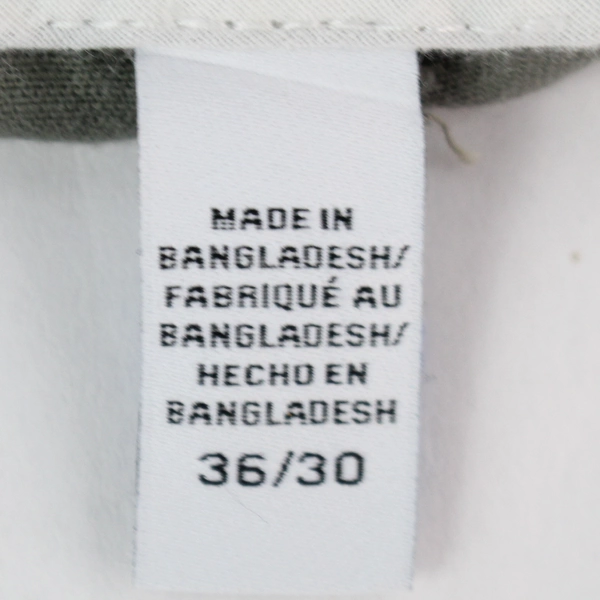 MADE IN
BANGLADESH/
FABRIQUÉ AU
BANGLADESH/
HECHO EN
BANGLADESH
36/30